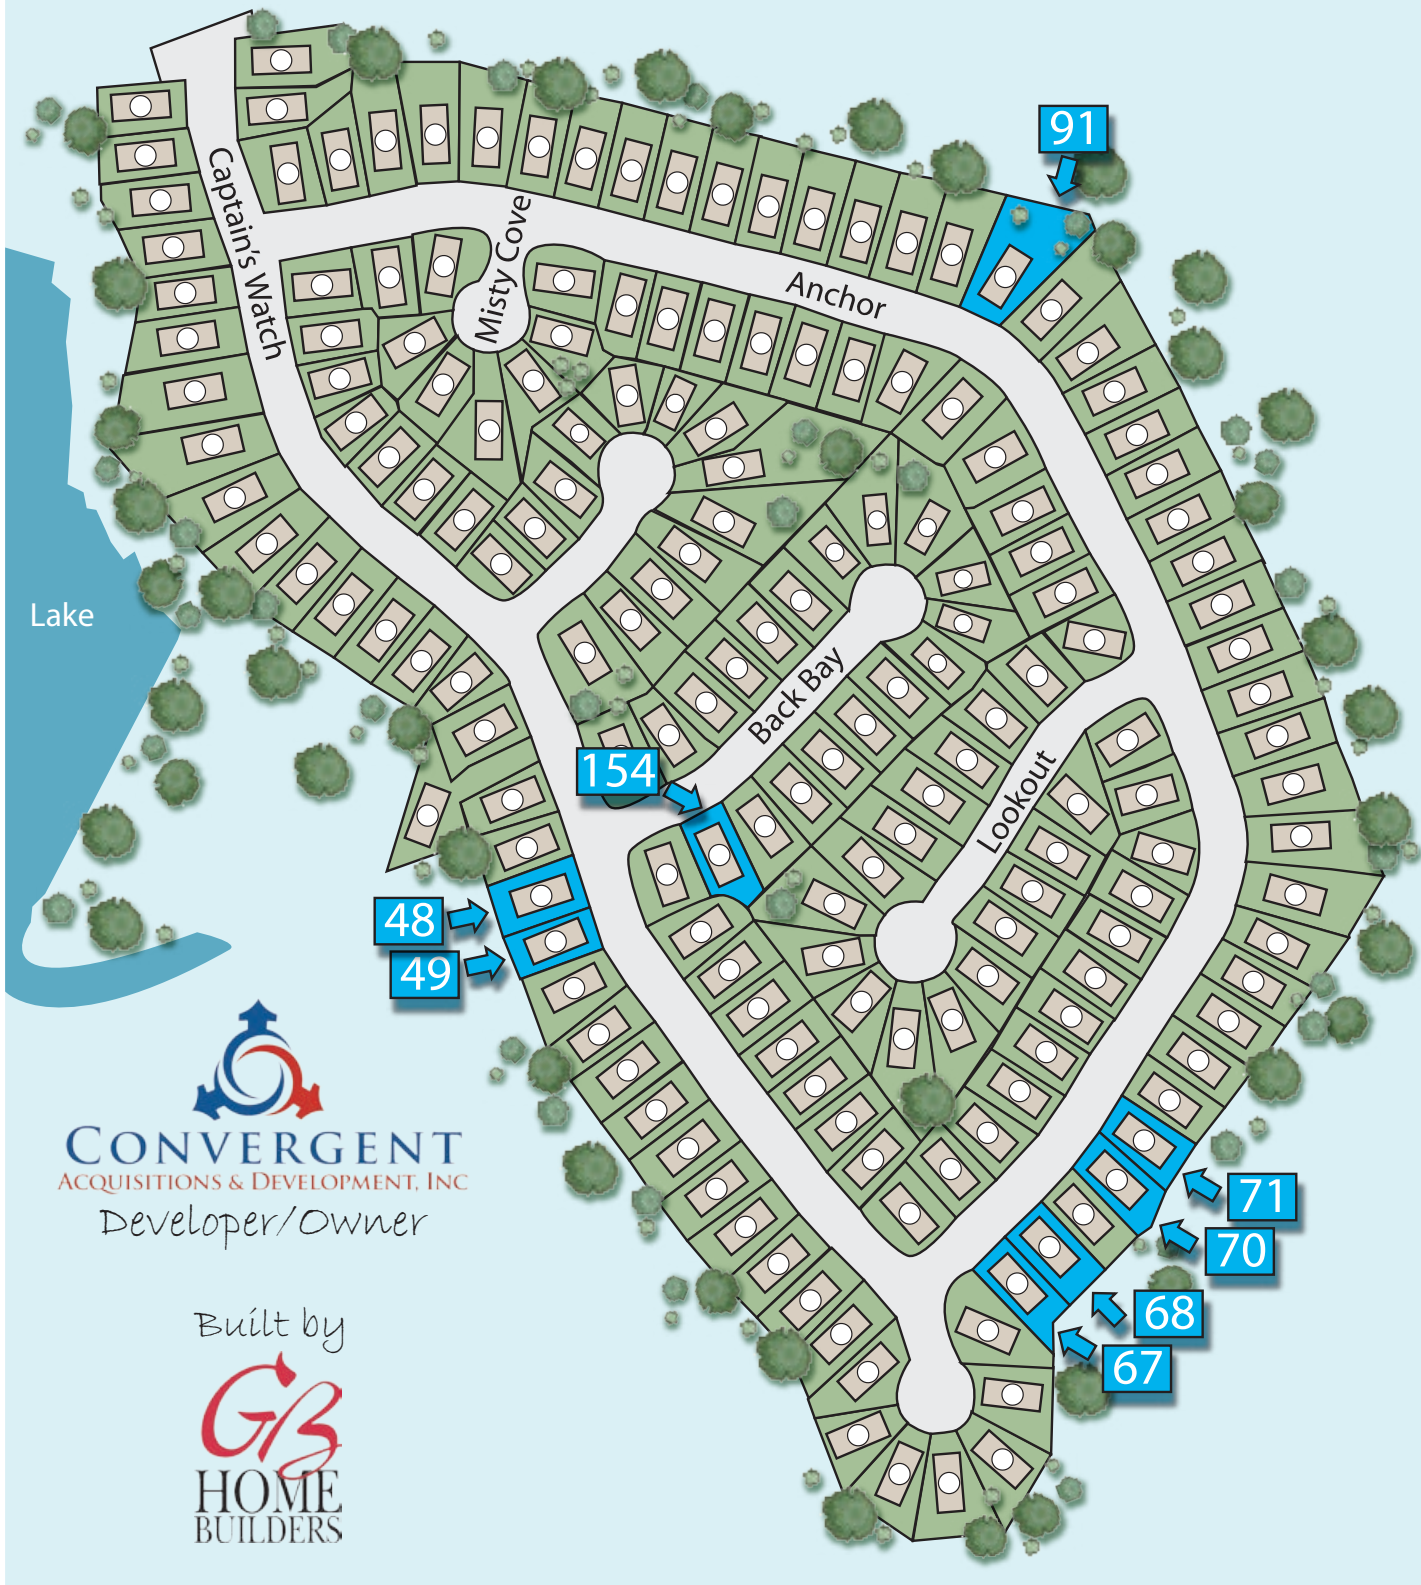 91
Captain's Watch
Misty Cove
Anchor
Lake
Back Bay
154
Lookout
48
49
71
70
68
67
CONVERGENT
ACQUISITIONS & DEVELOPMENT, INC
Developer/Owner
Built by
GB
HOME
BUILDERS